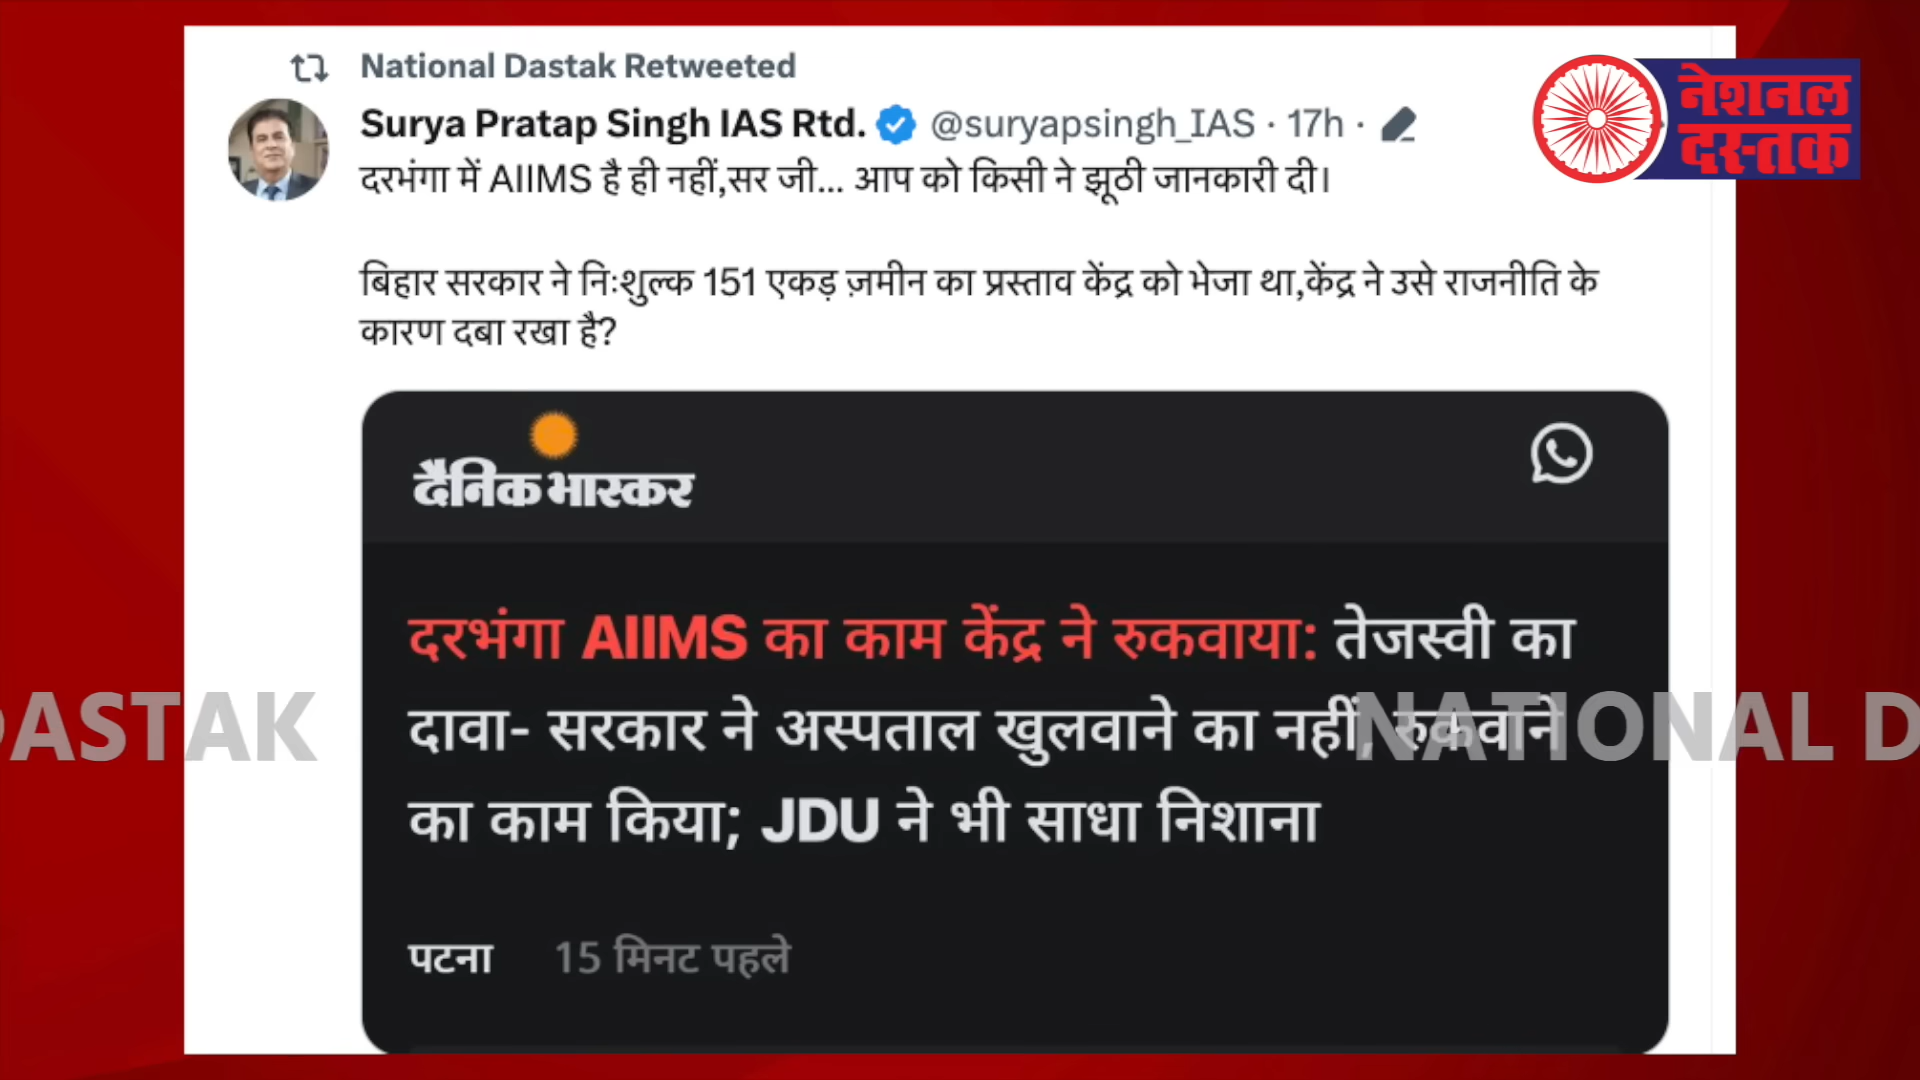 National Dastak Retweeted
Surya Pratap Singh IAS Rtd. @suryapsingh_IAS · 17h ·
दरभंगा में AIIMS है ही नहीं,सर जी... आप को किसी ने झूठी जानकारी दी।
बिहार सरकार ने निःशुल्क 151 एकड़ ज़मीन का प्रस्ताव केंद्र को भेजा था,केंद्र ने उसे राजनीति के
कारण दबा रखा है?
नेशनल
दस्तक
दैनिक भास्कर
दरभंगा AIIMS का काम केंद्र ने रुकवाया: तेजस्वी का
दावा- सरकार ने अस्पताल खुलवाने का नहीं, रुकवाने
का काम किया; JDU ने भी साधा निशाना
पटना 15 मिनट पहले
DASTAK NATIONAL D